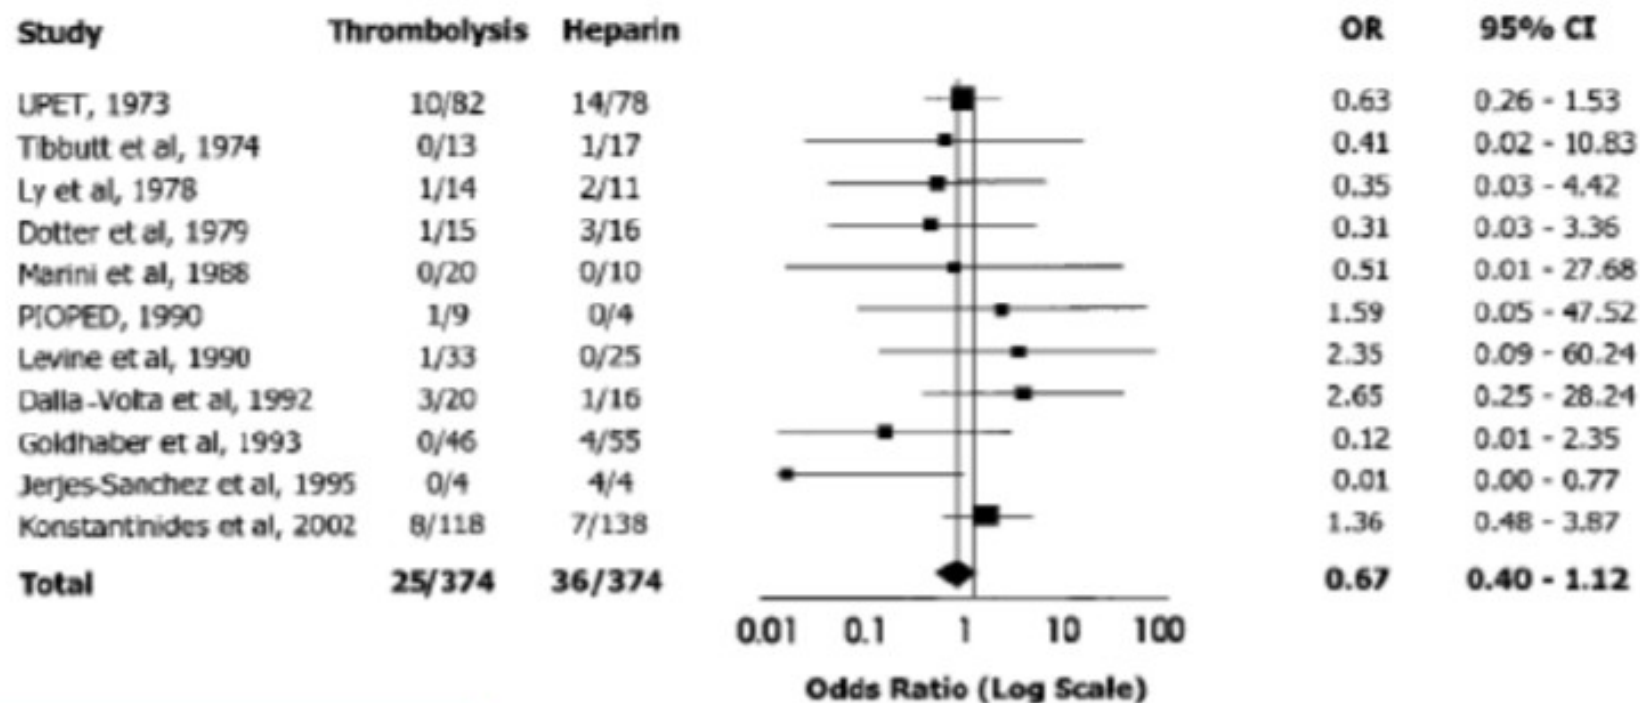 Study Thrombolysis Heparin OR 95% CI
UPET, 1973 10/82 14/78 0.63 0.26 - 1.53
Tibbutt et al, 1974 0/13 1/17 0.41 0.02 - 10.83
Ly et al, 1978 1/14 2/11 0.35 0.03 - 4.42
Dotter et al, 1979 1/15 3/16 0.31 0.03 - 3.36
Marini et al, 1988 0/20 0/10 0.51 0.01 - 27.68
PIOPED, 1990 1/9 0/4 1.59 0.05 - 47.52
Levine et al, 1990 1/33 0/25 2.35 0.09 - 60.24
Dalla-Volta et al, 1992 3/20 1/16 2.65 0.25 - 28.24
Goldhaber et al, 1993 0/46 4/55 0.12 0.01 - 2.35
Jerjes-Sanchez et al, 1995 0/4 4/4 0.01 0.00 - 0.77
Konstantinides et al, 2002 8/118 7/138 1.36 0.48 - 3.87
Total 25/374 36/374 0.67 0.40 - 1.12
0.01 0.1 1 10 100
Odds Ratio (Log Scale)